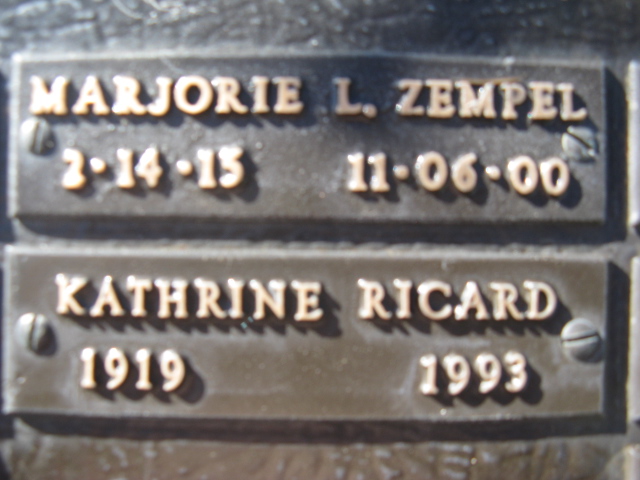 MARJORIE L. ZEMPEL
2·14·15 11·06·00
KATHRINE RICARD
1919 1993